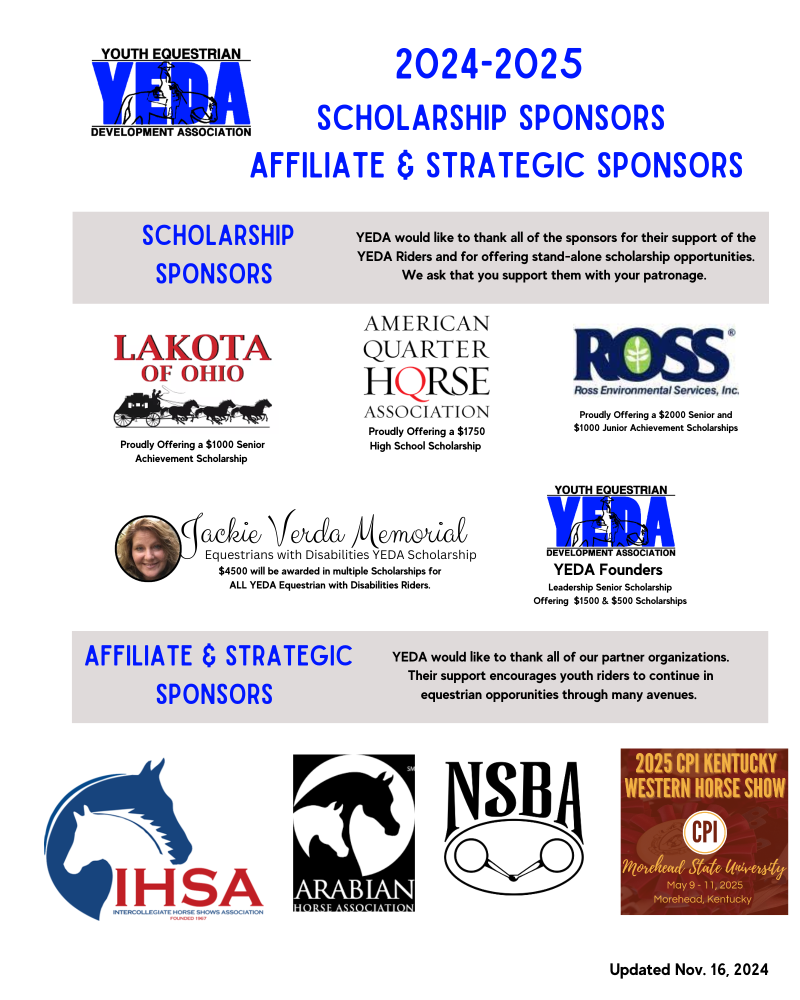 YOUTH EQUESTRIAN
YEDA
DEVELOPMENT ASSOCIATION
2024-2025
SCHOLARSHIP SPONSORS
AFFILIATE & STRATEGIC SPONSORS
SCHOLARSHIP
SPONSORS
YEDA would like to thank all of the sponsors for their support of the
YEDA Riders and for offering stand-alone scholarship opportunities.
We ask that you support them with your patronage.
LAKOTA
OF OHIO
Proudly Offering a $1000 Senior
Achievement Scholarship
AMERICAN
QUARTER
HQRSE
ASSOCIATION
Proudly Offering a $1750
High School Scholarship
ROSS®
Ross Environmental Services, Inc.
Proudly Offering a $2000 Senior and
$1000 Junior Achievement Scholarships
Jackie Verda Memorial
Equestrians with Disabilities YEDA Scholarship
$4500 will be awarded in multiple Scholarships for
ALL YEDA Equestrian with Disabilities Riders.
YOUTH EQUESTRIAN
YEDA
DEVELOPMENT ASSOCIATION
YEDA Founders
Leadership Senior Scholarship
Offering $1500 & $500 Scholarships
AFFILIATE & STRATEGIC
SPONSORS
YEDA would like to thank all of our partner organizations.
Their support encourages youth riders to continue in
equestrian opporunities through many avenues.
IHSA
INTERCOLLEGIATE HORSE SHOWS ASSOCIATION
FOUNDED 1967
SM
ARABIAN
HORSE ASSOCIATION
NSBA
2025 CPI KENTUCKY
WESTERN HORSE SHOW
CPI
Morehead State University
May 9 - 11, 2025
Morehead, Kentucky
Updated Nov. 16, 2024